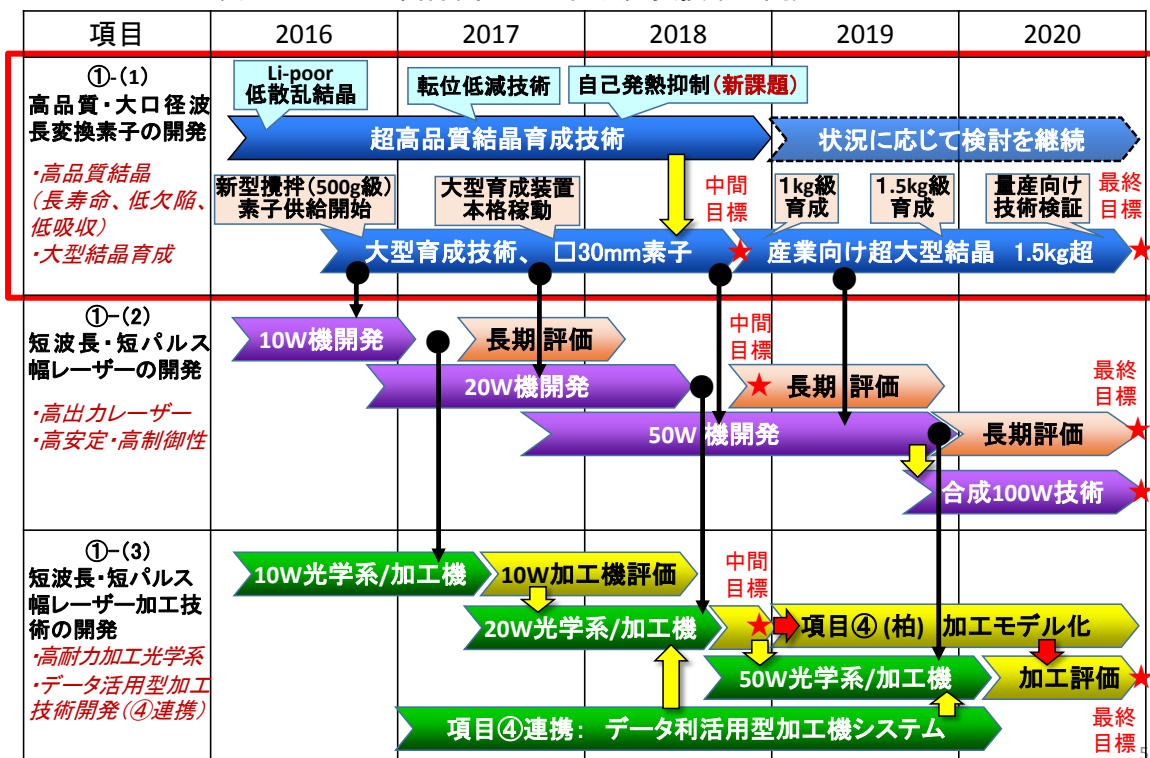 項目
2016
2017
2018
2019
2020
①-(1)
高品質・大口径波
長変換素子の開発
・高品質結晶
(長寿命、低欠陥、
低吸収)
・大型結晶育成
Li-poor
低散乱結晶
転位低減技術
自己発熱抑制(新課題)
超高品質結晶育成技術
状況に応じて検討を継続
新型攪拌(500g級)
素子供給開始
大型育成装置
本格稼動
中間
目標
1kg級
育成
1.5kg級
育成
量産向け
技術検証
最終
目標
大型育成技術、 □30mm素子
産業向け超大型結晶 1.5kg超
①-(2)
短波長・短パルス
幅レーザーの開発
・高出力レーザー
・高安定・高制御性
10W機開発
長期評価
中間
目標
20W機開発
長期 評価
最終
目標
50W 機開発
長期評価
合成100W技術
①-(3)
短波長・短パルス
幅レーザー加工技
術の開発
・高耐力加工光学系
・データ活用型加工
技術開発(④連携)
10W光学系/加工機
10W加工機評価
中間
目標
20W光学系/加工機
項目④ (柏) 加工モデル化
50W光学系/加工機
加工評価
項目④連携: データ利活用型加工機システム
最終
目標
5